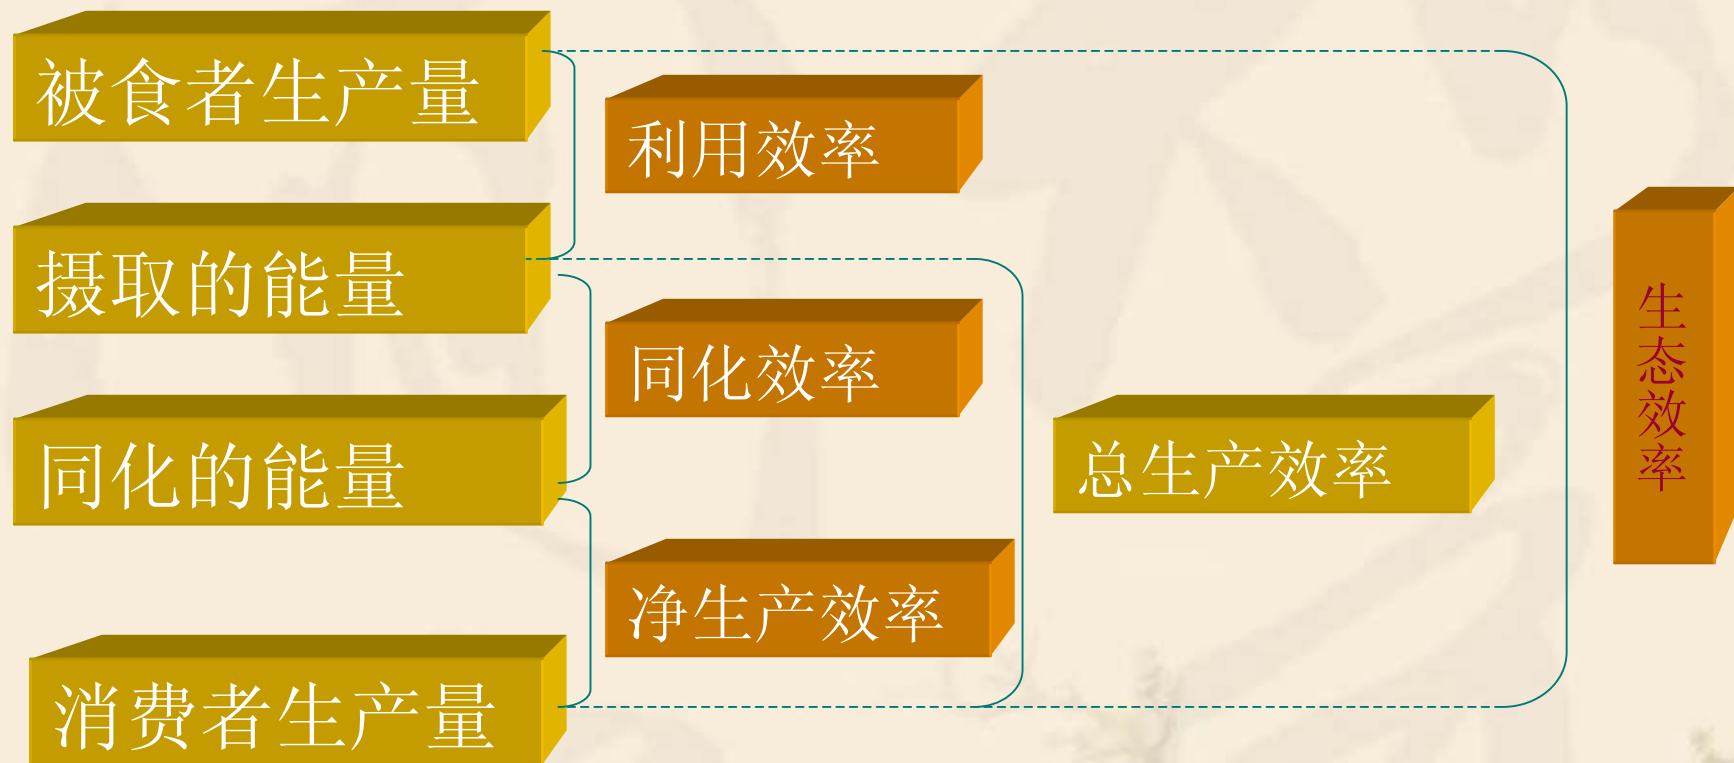 被食者生产量
利用效率
摄取的能量
同化效率
同化的能量
总生产效率
生态效率
净生产效率
消费者生产量